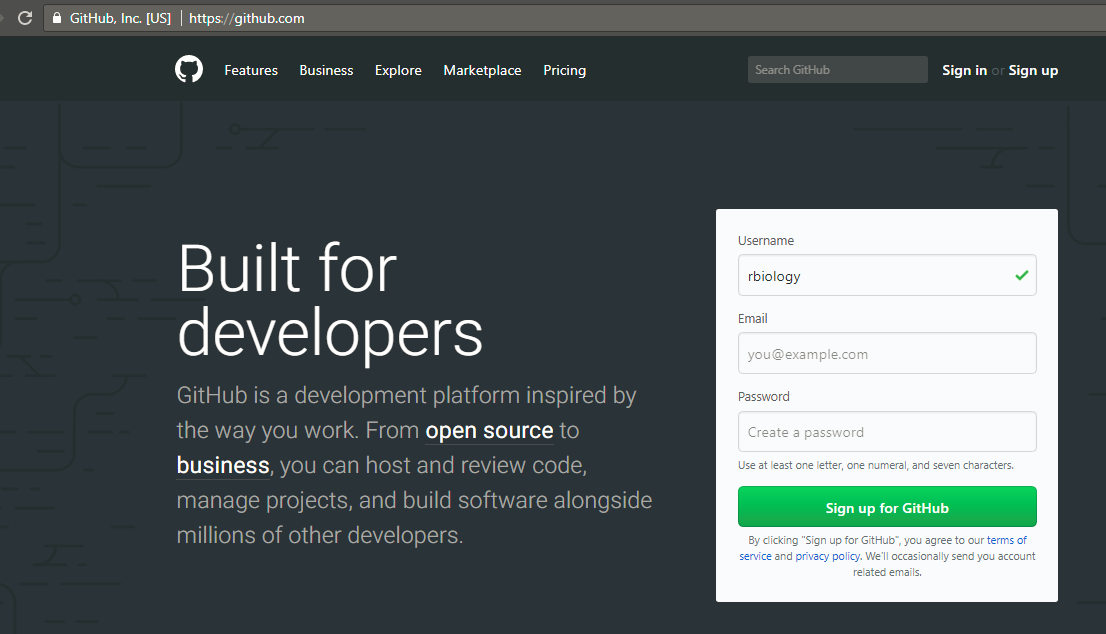 GitHub, Inc. [US] | https://github.com
Features Business Explore Marketplace Pricing Search GitHub Sign in or Sign up
Built for
developers
GitHub is a development platform inspired by
the way you work. From open source to
business, you can host and review code,
manage projects, and build software alongside
millions of other developers.
Username
rbiology
Email
you@example.com
Password
Create a password
Use at least one letter, one numeral, and seven characters.
Sign up for GitHub
By clicking "Sign up for GitHub", you agree to our terms of
service and privacy policy. We'll occasionally send you account
related emails.